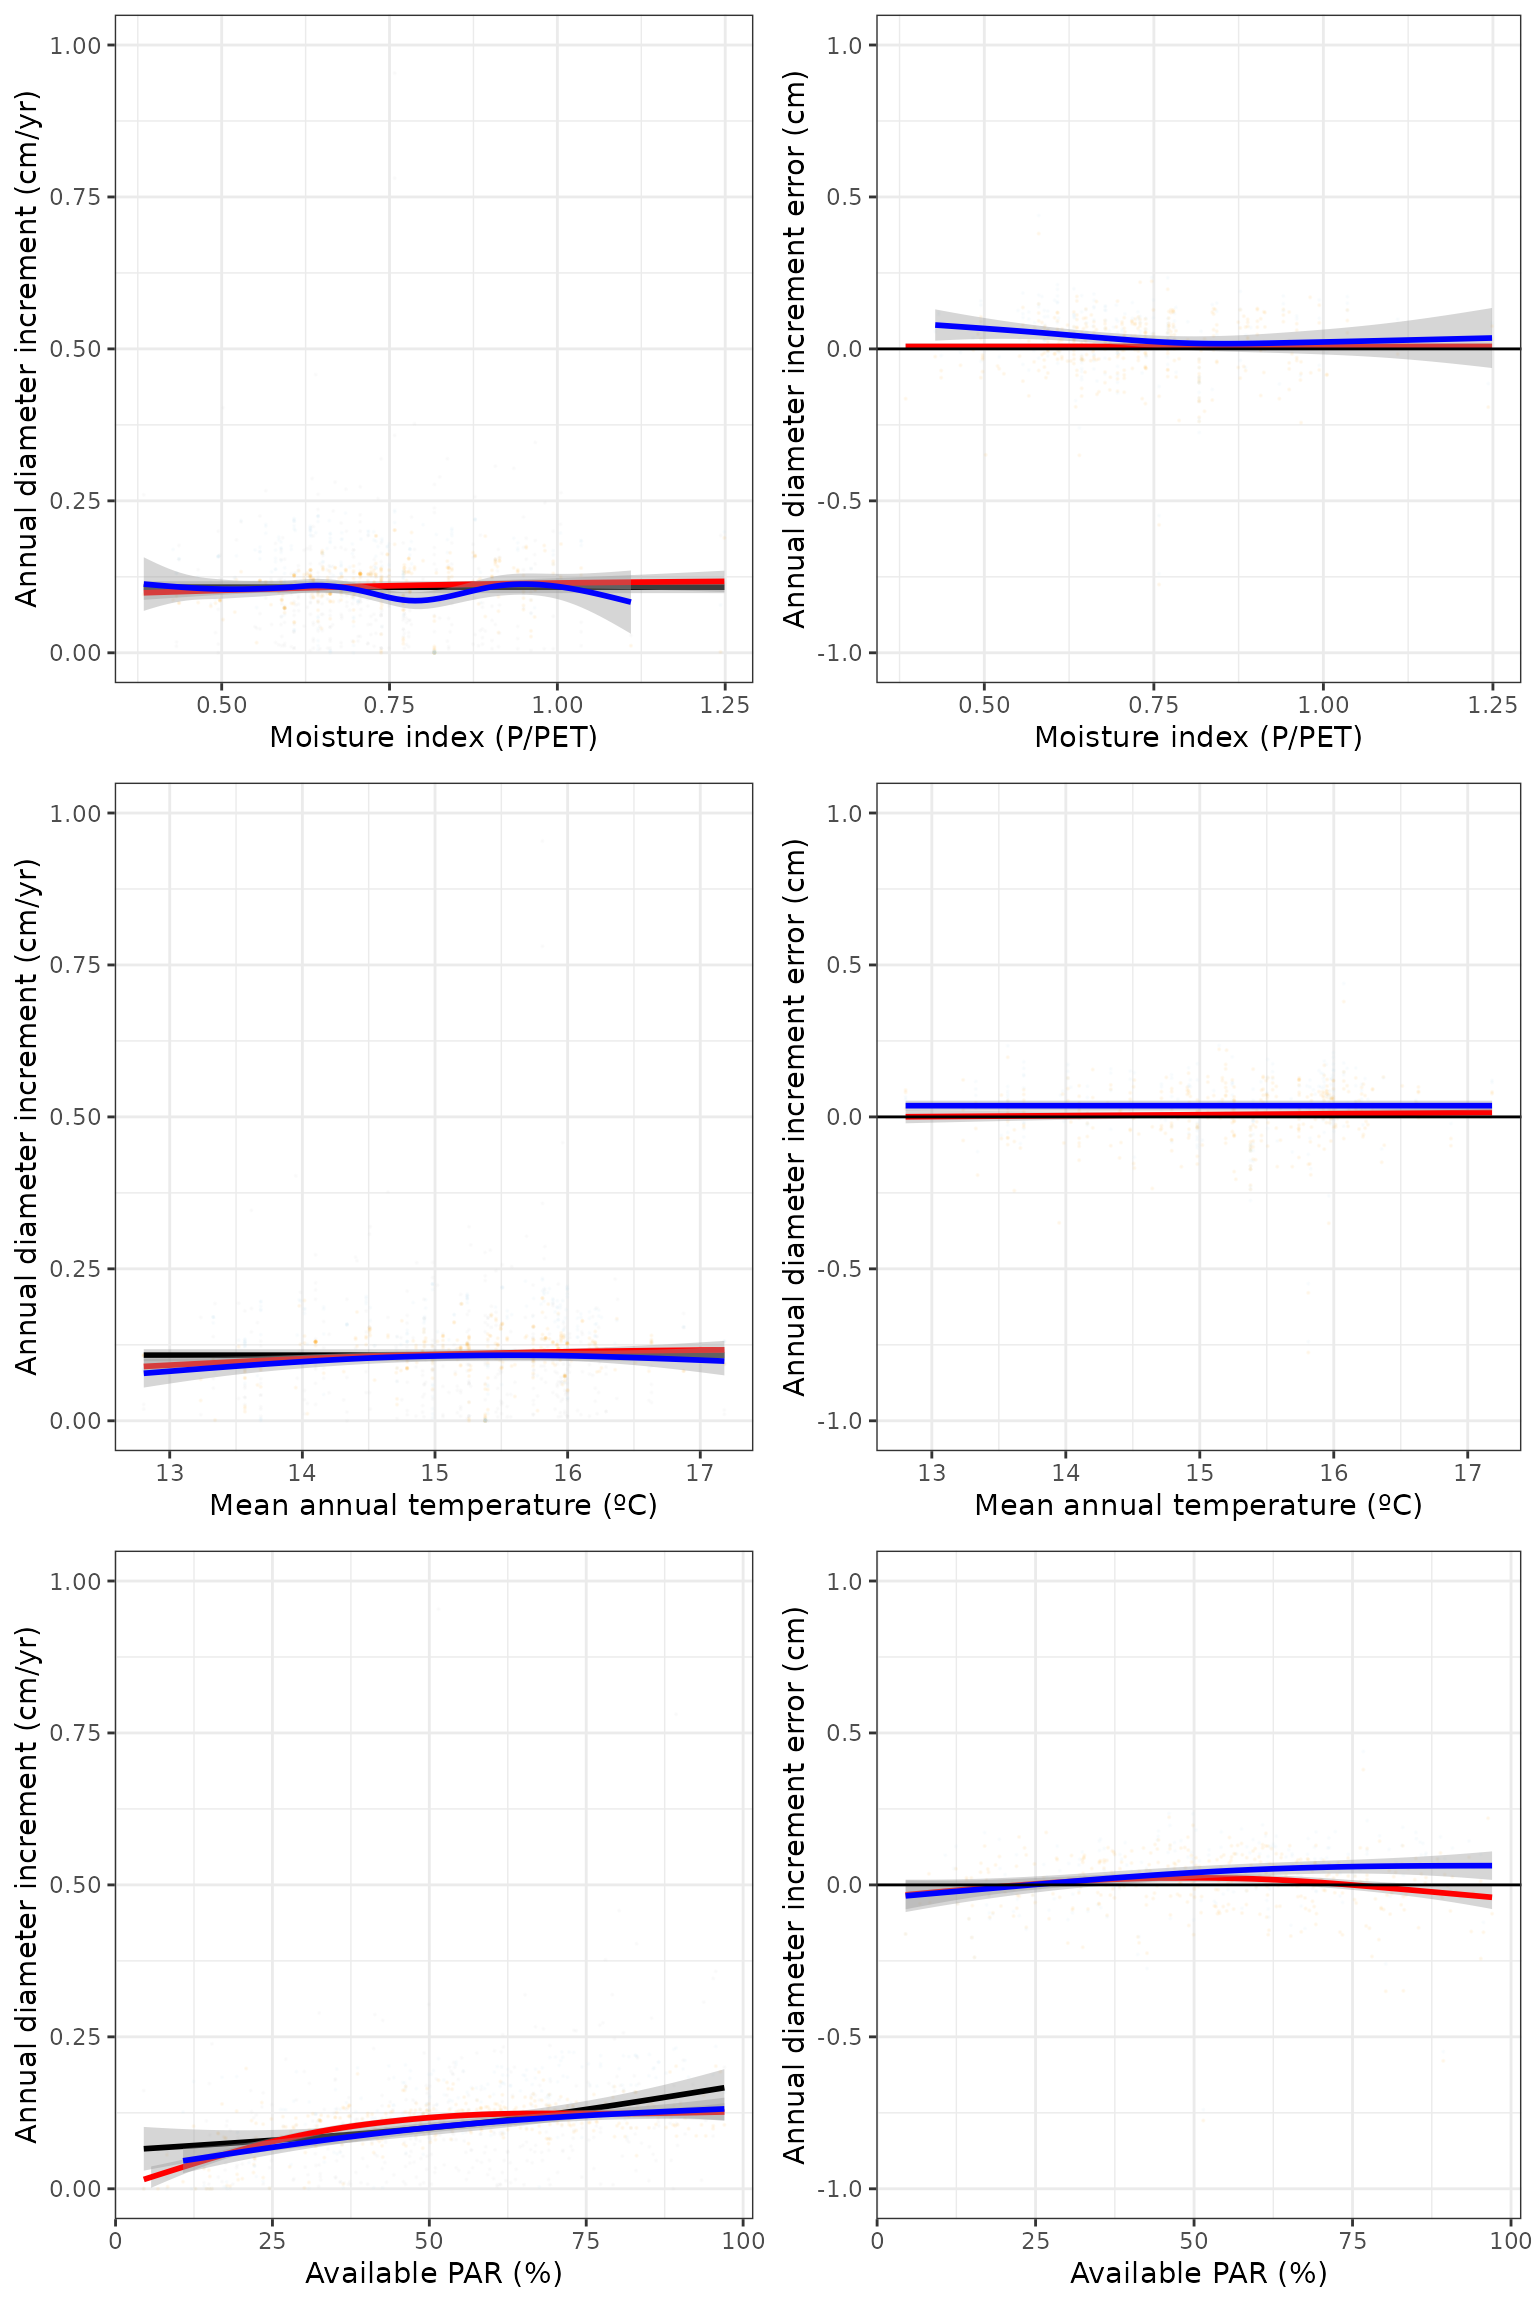 Annual diameter increment (cm/yr)
1.00
0.75
0.50
0.25
0.00
0.50 0.75 1.00 1.25
Moisture index (P/PET)
Annual diameter increment error (cm)
1.0
0.5
0.0
-0.5
-1.0
0.50 0.75 1.00 1.25
Moisture index (P/PET)
Annual diameter increment (cm/yr)
1.00
0.75
0.50
0.25
0.00
13 14 15 16 17
Mean annual temperature (ºC)
Annual diameter increment error (cm)
1.0
0.5
0.0
-0.5
-1.0
13 14 15 16 17
Mean annual temperature (ºC)
Annual diameter increment (cm/yr)
1.00
0.75
0.50
0.25
0.00
0 25 50 75 100
Available PAR (%)
Annual diameter increment error (cm)
1.0
0.5
0.0
-0.5
-1.0
0 25 50 75 100
Available PAR (%)